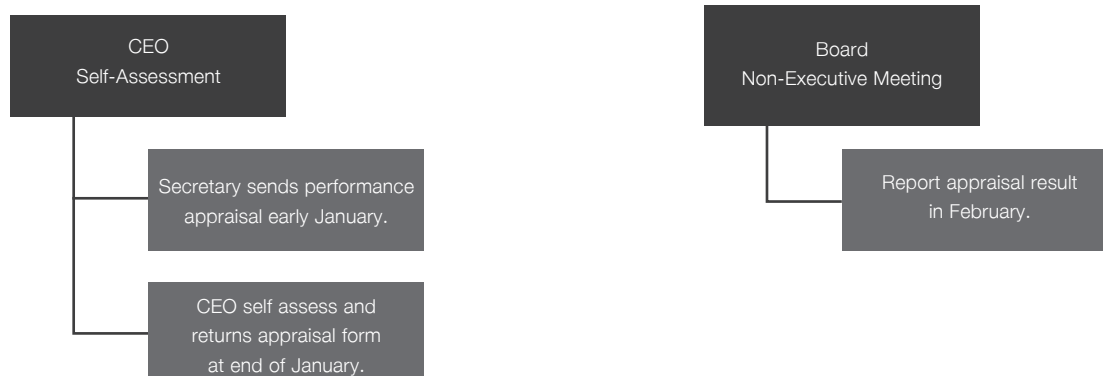 CEO
Self-Assessment
Secretary sends performance
appraisal early January.
CEO self assess and
returns appraisal form
at end of January.
Board
Non-Executive Meeting
Report appraisal result
in February.